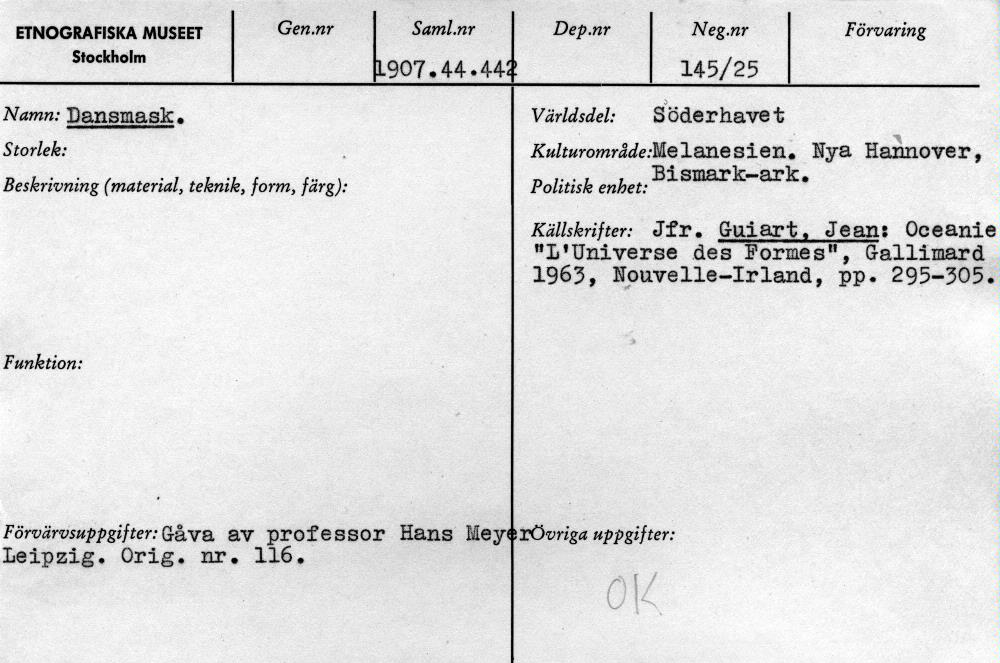 ETNOGRAFISKA MUSEET
Stockholm
Gen.nr
Saml.nr
1907.44.442
Dep.nr
Neg.nr
145/25
Förvaring
Namn: Dansmask.
Storlek:
Beskrivning (material, teknik, form, färg):
Funktion:
Förvärvsuppgifter: Gåva av professor Hans Meyer
Leipzig. Orig. nr. 116.
Världsdel: Söderhavet
Kulturområde: Melanesien. Nya Hannover,
Bismark-ark.
Politisk enhet:
Källskrifter: Jfr. Guiart, Jean: Oceanie
"L'Universe des Formes", Gallimard
1963, Nouvelle-Irland, pp. 295-305.
Övriga uppgifter:
OK